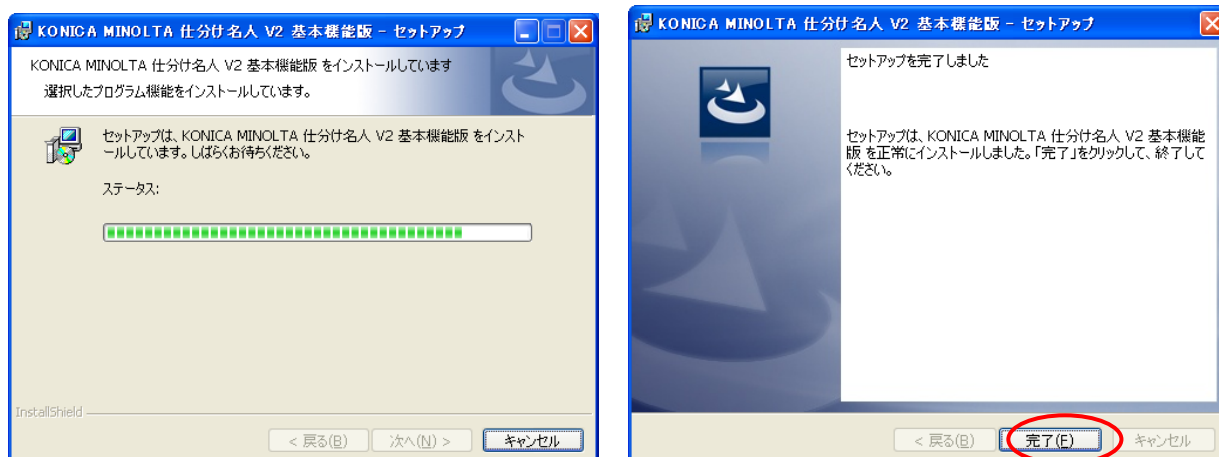 KONICA MINOLTA 仕分け名人 V2 基本機能版 - セットアップ
KONICA MINOLTA 仕分け名人 V2 基本機能版 をインストールしています
選択したプログラム機能をインストールしています。
セットアップは、KONICA MINOLTA 仕分け名人 V2 基本機能版 をインスト
ールしています。しばらくお待ちください。
ステータス:
InstallShield
< 戻る(B)
次へ(N) >
キャンセル
KONICA MINOLTA 仕分け名人 V2 基本機能版 - セットアップ
セットアップを完了しました
セットアップは、KONICA MINOLTA 仕分け名人 V2 基本機能
版 を正常にインストールしました。「完了」をクリックして、終了して
ください。
< 戻る(B)
完了(F)
キャンセル